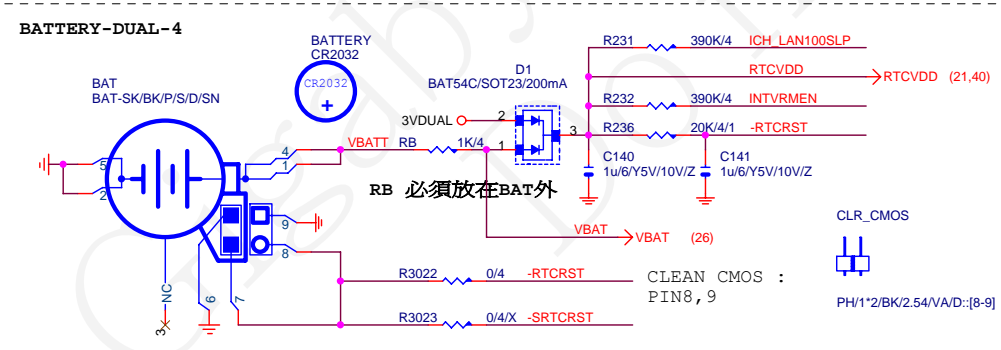 BATTERY-DUAL-4
BATTERY
CR2032
CR2032
+
BAT
BAT-SK/BK/P/S/D/SN
D1
BAT54C/SOT23/200mA
R231 390K/4 ICH_LAN100SLP
RTCVDD RTCVDD (21,40)
3VDUAL 2
R232 390K/4 INTVRMEN
VBATT RB 1K/4 1 3
R236 20K/4/1 -RTCRST
4
1
5
2
C140
1u/6/Y5V/10V/Z
C141
1u/6/Y5V/10V/Z
RB 必須放在BAT外
9
8
CLR_CMOS
VBAT VBAT (26)
R3022 0/4 -RTCRST
CLEAN CMOS :
PIN8,9
NC
3
6
7
R3023 0/4/X -SRTCRST
PH/1*2/BK/2.54/VA/D::[8-9]